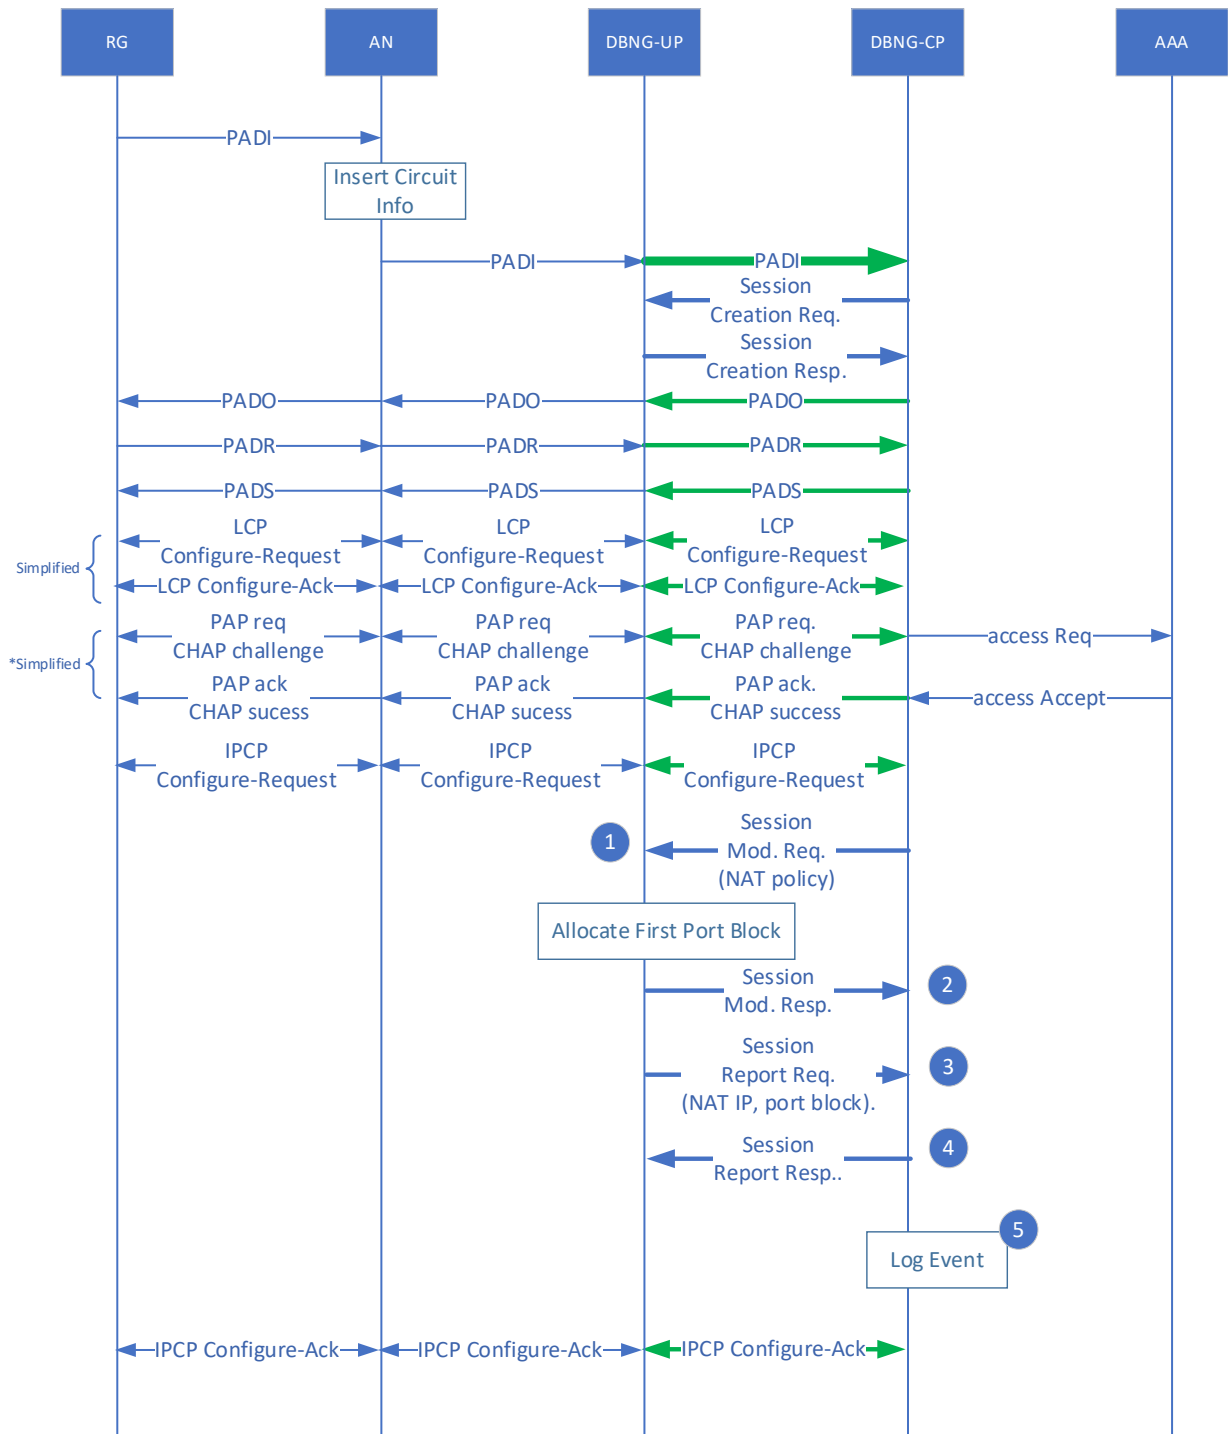 RG
AN
DBNG-UP
DBNG-CP
AAA
PADI
Insert Circuit
Info
PADI
PADI
Session
Creation Req.
Session
Creation Resp.
PADO
PADO
PADO
PADR
PADR
PADR
PADS
PADS
PADS
Simplified
LCP
Configure-Request
LCP
Configure-Request
LCP
Configure-Request
LCP Configure-Ack
LCP Configure-Ack
LCP Configure-Ack
*Simplified
PAP req
CHAP challenge
PAP req
CHAP challenge
PAP req.
CHAP challenge
access Req
PAP ack
CHAP sucess
PAP ack
CHAP sucess
PAP ack.
CHAP success
access Accept
IPCP
Configure-Request
IPCP
Configure-Request
IPCP
Configure-Request
1
Session
Mod. Req.
(NAT policy)
Allocate First Port Block
Session
Mod. Resp.
2
Session
Report Req.
(NAT IP, port block).
3
Session
Report Resp..
4
5
Log Event
IPCP Configure-Ack
IPCP Configure-Ack
IPCP Configure-Ack